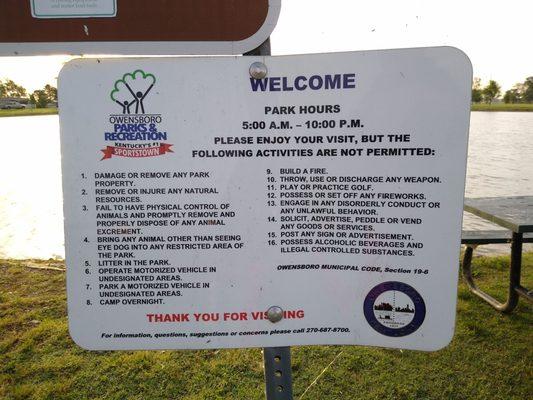 WELCOME
PARK HOURS
5:00 A.M. – 10:00 P.M.
PLEASE ENJOY YOUR VISIT, BUT THE
FOLLOWING ACTIVITIES ARE NOT PERMITTED:
OWENSBORO
PARKS &
RECREATION
KENTUCKY'S #1
SPORTSTOWN
1. DAMAGE OR REMOVE ANY PARK
PROPERTY.
2. REMOVE OR INJURE ANY NATURAL
RESOURCES.
3. FAIL TO HAVE PHYSICAL CONTROL OF
ANIMALS AND PROMPTLY REMOVE AND
PROPERLY DISPOSE OF ANY ANIMAL
EXCREMENT.
4. BRING ANY ANIMAL OTHER THAN SEEING
EYE DOG INTO ANY RESTRICTED AREA OF
THE PARK.
5. LITTER IN THE PARK.
6. OPERATE MOTORIZED VEHICLE IN
UNDESIGNATED AREAS.
7. PARK A MOTORIZED VEHICLE IN
UNDESIGNATED AREAS.
8. CAMP OVERNIGHT.
9. BUILD A FIRE.
10. THROW, USE OR DISCHARGE ANY WEAPON.
11. PLAY OR PRACTICE GOLF.
12. POSSESS OR SET OFF ANY FIREWORKS.
13. ENGAGE IN ANY DISORDERLY CONDUCT OR
ANY UNLAWFUL BEHAVIOR.
14. SOLICIT, ADVERTISE, PEDDLE OR VEND
ANY GOODS OR SERVICES.
15. POST ANY SIGN OR ADVERTISEMENT.
16. POSSESS ALCOHOLIC BEVERAGES AND
ILLEGAL CONTROLLED SUBSTANCES.
OWENSBORO MUNICIPAL CODE, Section 19-6
THANK YOU FOR VISITING
For information, questions, suggestions or concerns please call 270-687-8700.